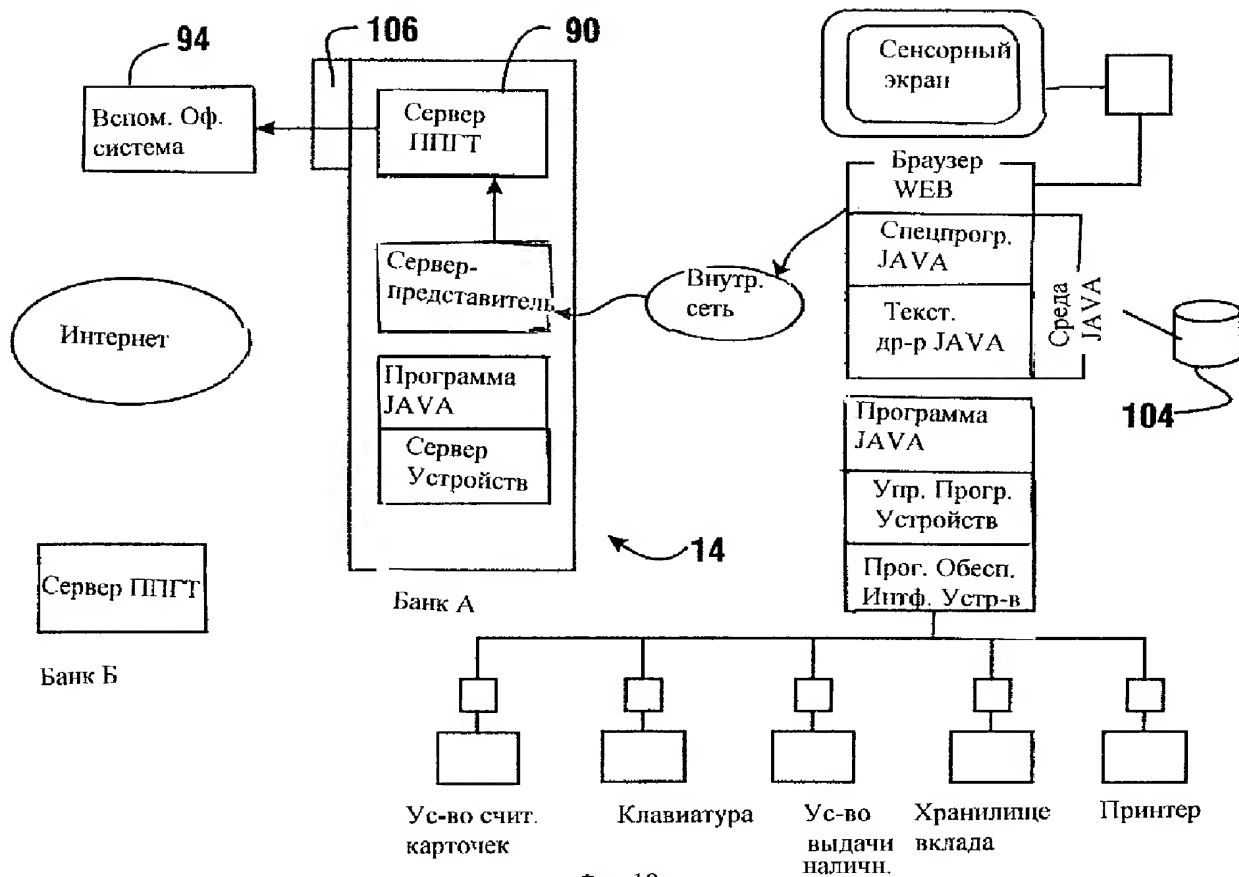 94
106
90
Вспом. Оф.
система
Сервер
ППГТ
Сенсорный
экран
Браузер
WEB
Спецпрогр.
JAVA
Текст.
др-р JAVA
Среда
JAVA
104
Сервер-
представитель
Внутр.
сеть
Интернет
Программа
JAVA
Сервер
Устройств
14
Банк А
Сервер ППГТ
Банк Б
Программа
JAVA
Упр. Прогр.
Устройств
Прог. Обесп.
Интф. Устр-в
Ус-во счит.
карточек
Клавиатура
Ус-во
выдачи
наличн.
Хранилище
вклада
Принтер